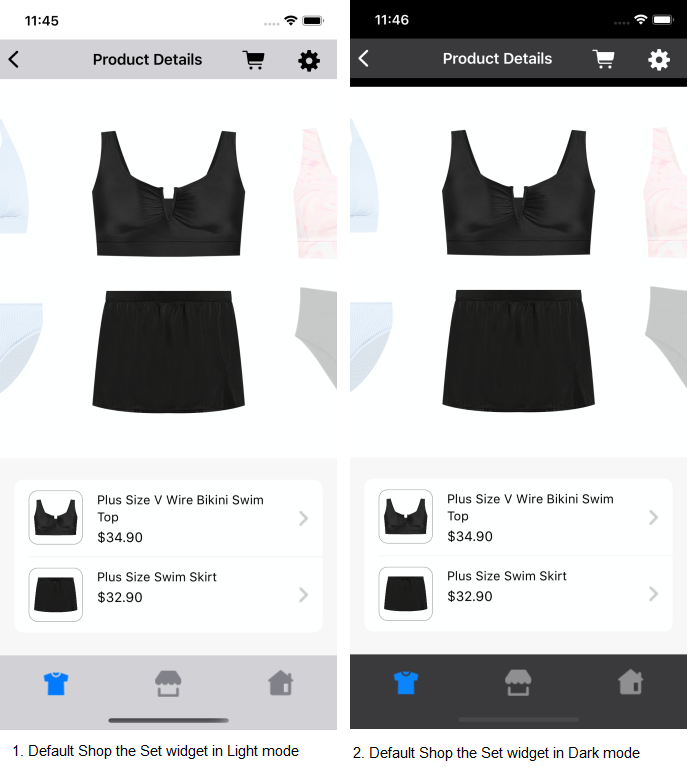 11:45
Product Details
Plus Size V Wire Bikini Swim
Top
$34.90
Plus Size Swim Skirt
$32.90
1. Default Shop the Set widget in Light mode
11:46
Product Details
Plus Size V Wire Bikini Swim
Top
$34.90
Plus Size Swim Skirt
$32.90
2. Default Shop the Set widget in Dark mode